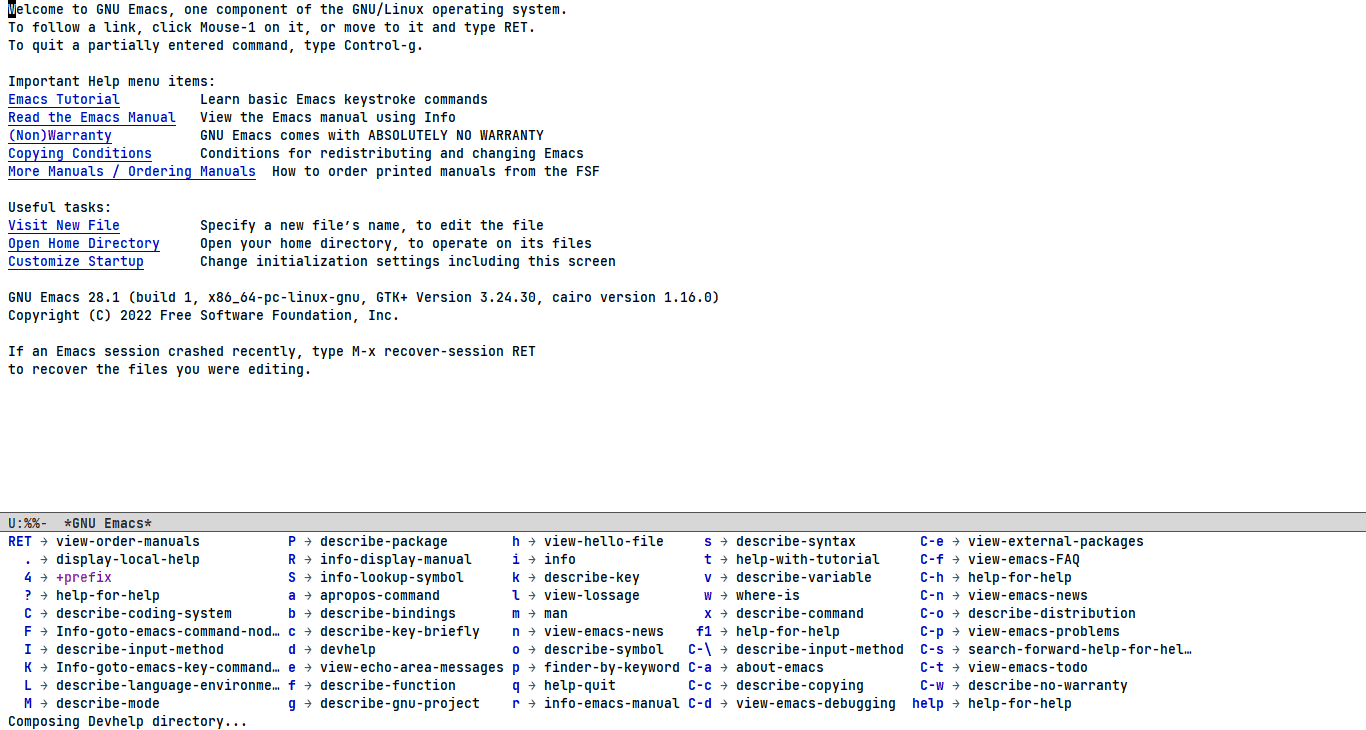 Welcome to GNU Emacs, one component of the GNU/Linux operating system.
To follow a link, click Mouse-1 on it, or move to it and type RET.
To quit a partially entered command, type Control-g.
Important Help menu items:
Emacs Tutorial Learn basic Emacs keystroke commands
Read the Emacs Manual View the Emacs manual using Info
(Non)Warranty GNU Emacs comes with ABSOLUTELY NO WARRANTY
Copying Conditions Conditions for redistributing and changing Emacs
More Manuals / Ordering Manuals How to order printed manuals from the FSF
Useful tasks:
Visit New File Specify a new file’s name, to edit the file
Open Home Directory Open your home directory, to operate on its files
Customize Startup Change initialization settings including this screen
GNU Emacs 28.1 (build 1, x86_64-pc-linux-gnu, GTK+ Version 3.24.30, cairo version 1.16.0)
Copyright (C) 2022 Free Software Foundation, Inc.
If an Emacs session crashed recently, type M-x recover-session RET
to recover the files you were editing.
U:%%- *GNU Emacs*
RET → view-order-manuals P → describe-package h → view-hello-file s → describe-syntax C-e → view-external-packages
. → display-local-help R → info-display-manual i → info t → help-with-tutorial C-f → view-emacs-FAQ
4 → +prefix S → info-lookup-symbol k → describe-key v → describe-variable C-h → help-for-help
? → help-for-help a → apropos-command l → view-lossage w → where-is C-n → view-emacs-news
C → describe-coding-system b → describe-bindings m → man x → describe-command C-o → describe-distribution
F → Info-goto-emacs-command-nod… c → describe-key-briefly n → view-emacs-news f1 → help-for-help C-p → view-emacs-problems
I → describe-input-method d → devhelp o → describe-symbol C-\ → describe-input-method C-s → search-forward-help-for-hel…
K → Info-goto-emacs-key-command… e → view-echo-area-messages p → finder-by-keyword C-a → about-emacs C-t → view-emacs-todo
L → describe-language-environme… f → describe-function q → help-quit C-c → describe-copying C-w → describe-no-warranty
M → describe-mode g → describe-gnu-project r → info-emacs-manual C-d → view-emacs-debugging help → help-for-help
Composing Devhelp directory...